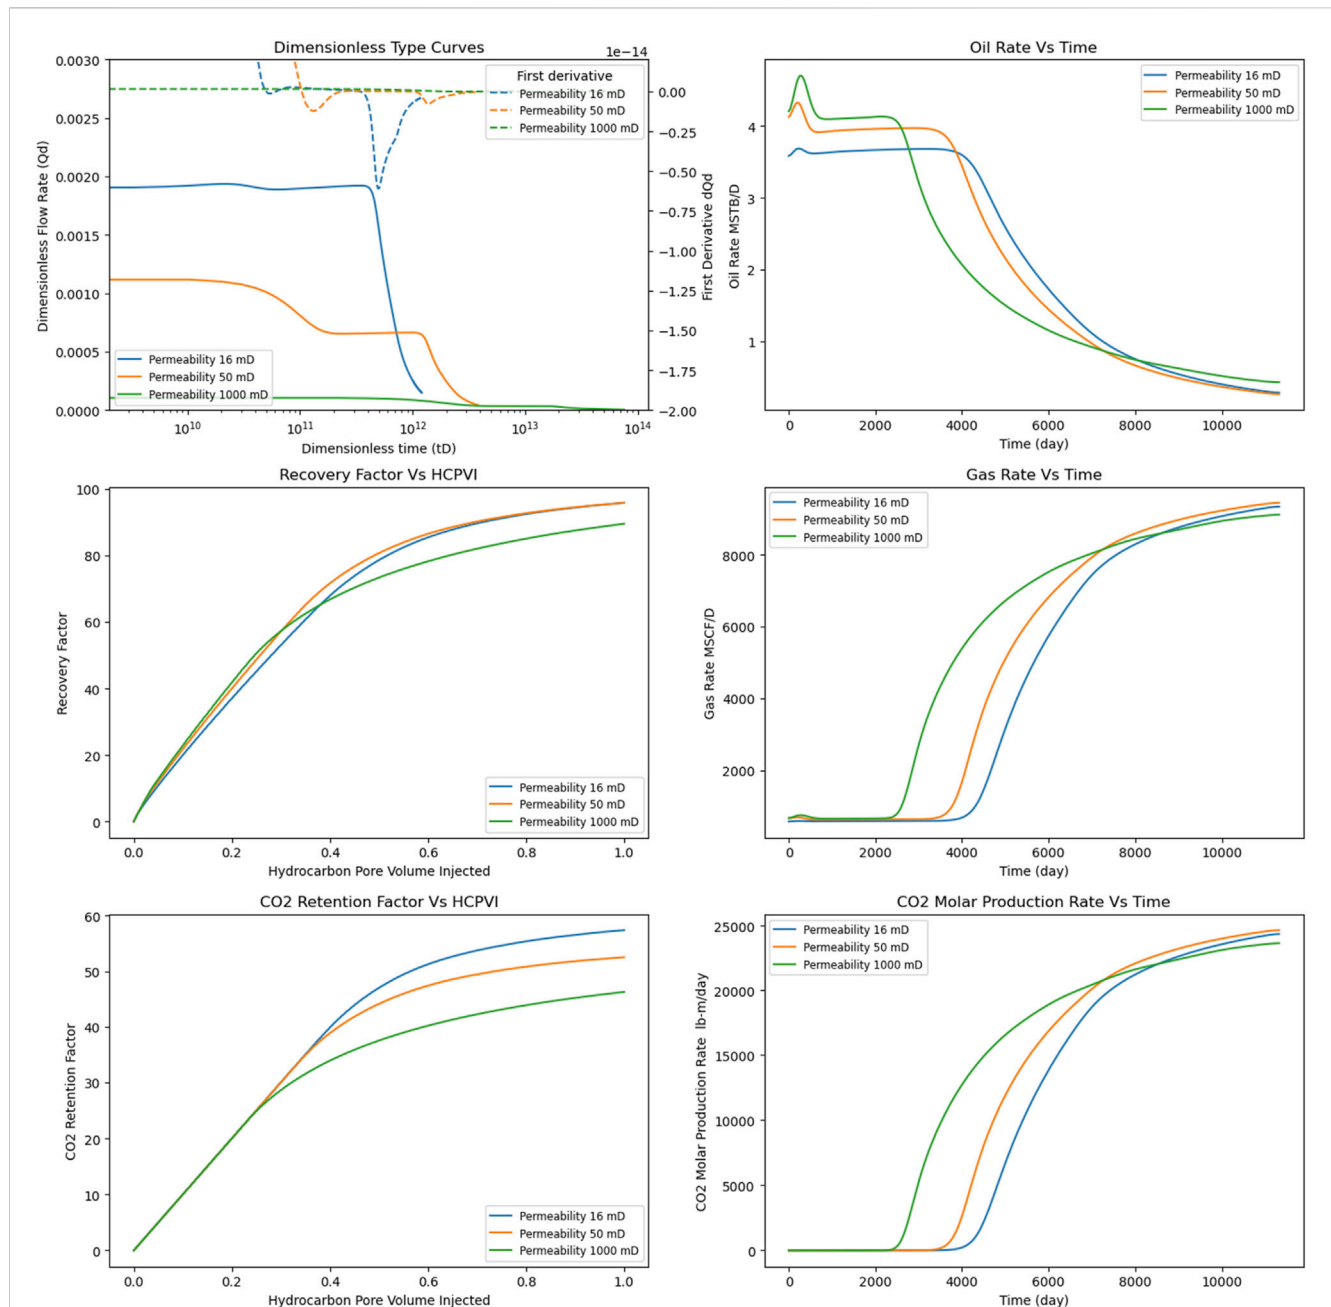 Dimensionless Type Curves
1e−14
0.0030
0.0025
0.0020
0.0015
0.0010
0.0005
0.0000
Dimensionless Flow Rate (Qd)
First derivative
Permeability 16 mD
Permeability 50 mD
Permeability 1000 mD
Permeability 16 mD
Permeability 50 mD
Permeability 1000 mD
0.00
−0.25
−0.50
−0.75
−1.00
−1.25
−1.50
−1.75
−2.00
First Derivative dQd
10¹⁰
10¹¹
10¹²
10¹³
10¹⁴
Dimensionless time (tD)
Oil Rate Vs Time
Permeability 16 mD
Permeability 50 mD
Permeability 1000 mD
4
3
2
1
Oil Rate MSTB/D
0
2000
4000
6000
8000
10000
Time (day)
Recovery Factor Vs HCPVI
100
80
60
40
20
0
Recovery Factor
Permeability 16 mD
Permeability 50 mD
Permeability 1000 mD
0.0
0.2
0.4
0.6
0.8
1.0
Hydrocarbon Pore Volume Injected
Gas Rate Vs Time
Permeability 16 mD
Permeability 50 mD
Permeability 1000 mD
8000
6000
4000
2000
Gas Rate MSCF/D
0
2000
4000
6000
8000
10000
Time (day)
CO2 Retention Factor Vs HCPVI
60
50
40
30
20
10
0
CO2 Retention Factor
Permeability 16 mD
Permeability 50 mD
Permeability 1000 mD
0.0
0.2
0.4
0.6
0.8
1.0
Hydrocarbon Pore Volume Injected
CO2 Molar Production Rate Vs Time
Permeability 16 mD
Permeability 50 mD
Permeability 1000 mD
25000
20000
15000
10000
5000
0
CO2 Molar Production Rate lb-m/day
0
2000
4000
6000
8000
10000
Time (day)